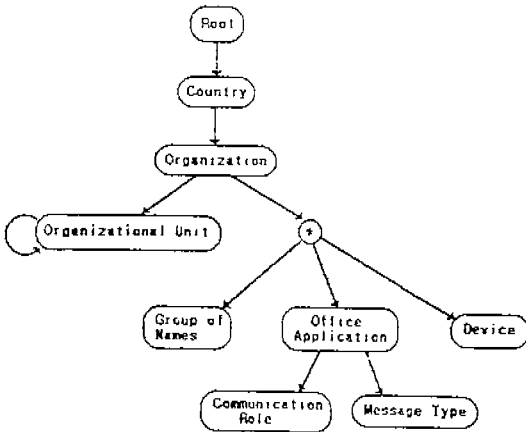 Root
Country
Organization
Organizational Unit
*
Group of
Names
Office
Application
Device
Communication
Role
Message Type